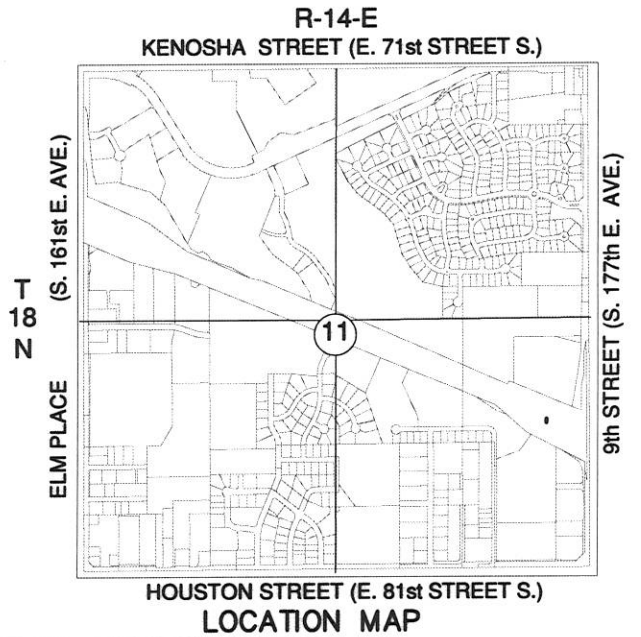 R-14-E
KENOSHA STREET (E. 71st STREET S.)
(S. 161st E. AVE.)
ELM PLACE
T
18
N
11
9th STREET (S. 177th E. AVE.)
HOUSTON STREET (E. 81st STREET S.)
LOCATION MAP